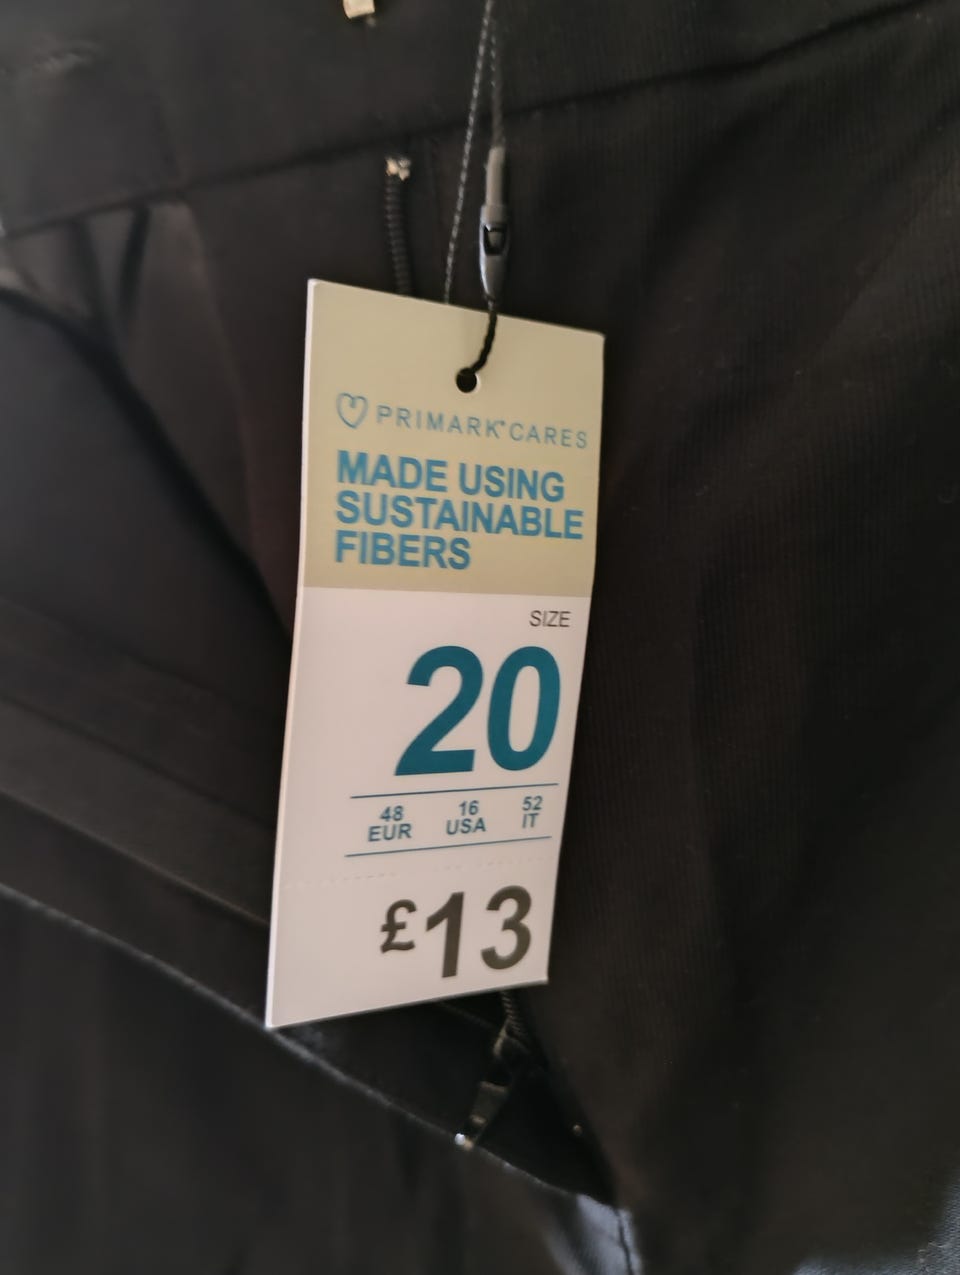 PRIMARK® CARES
MADE USING
SUSTAINABLE
FIBERS
SIZE
20
48 16 52
EUR USA IT
£13